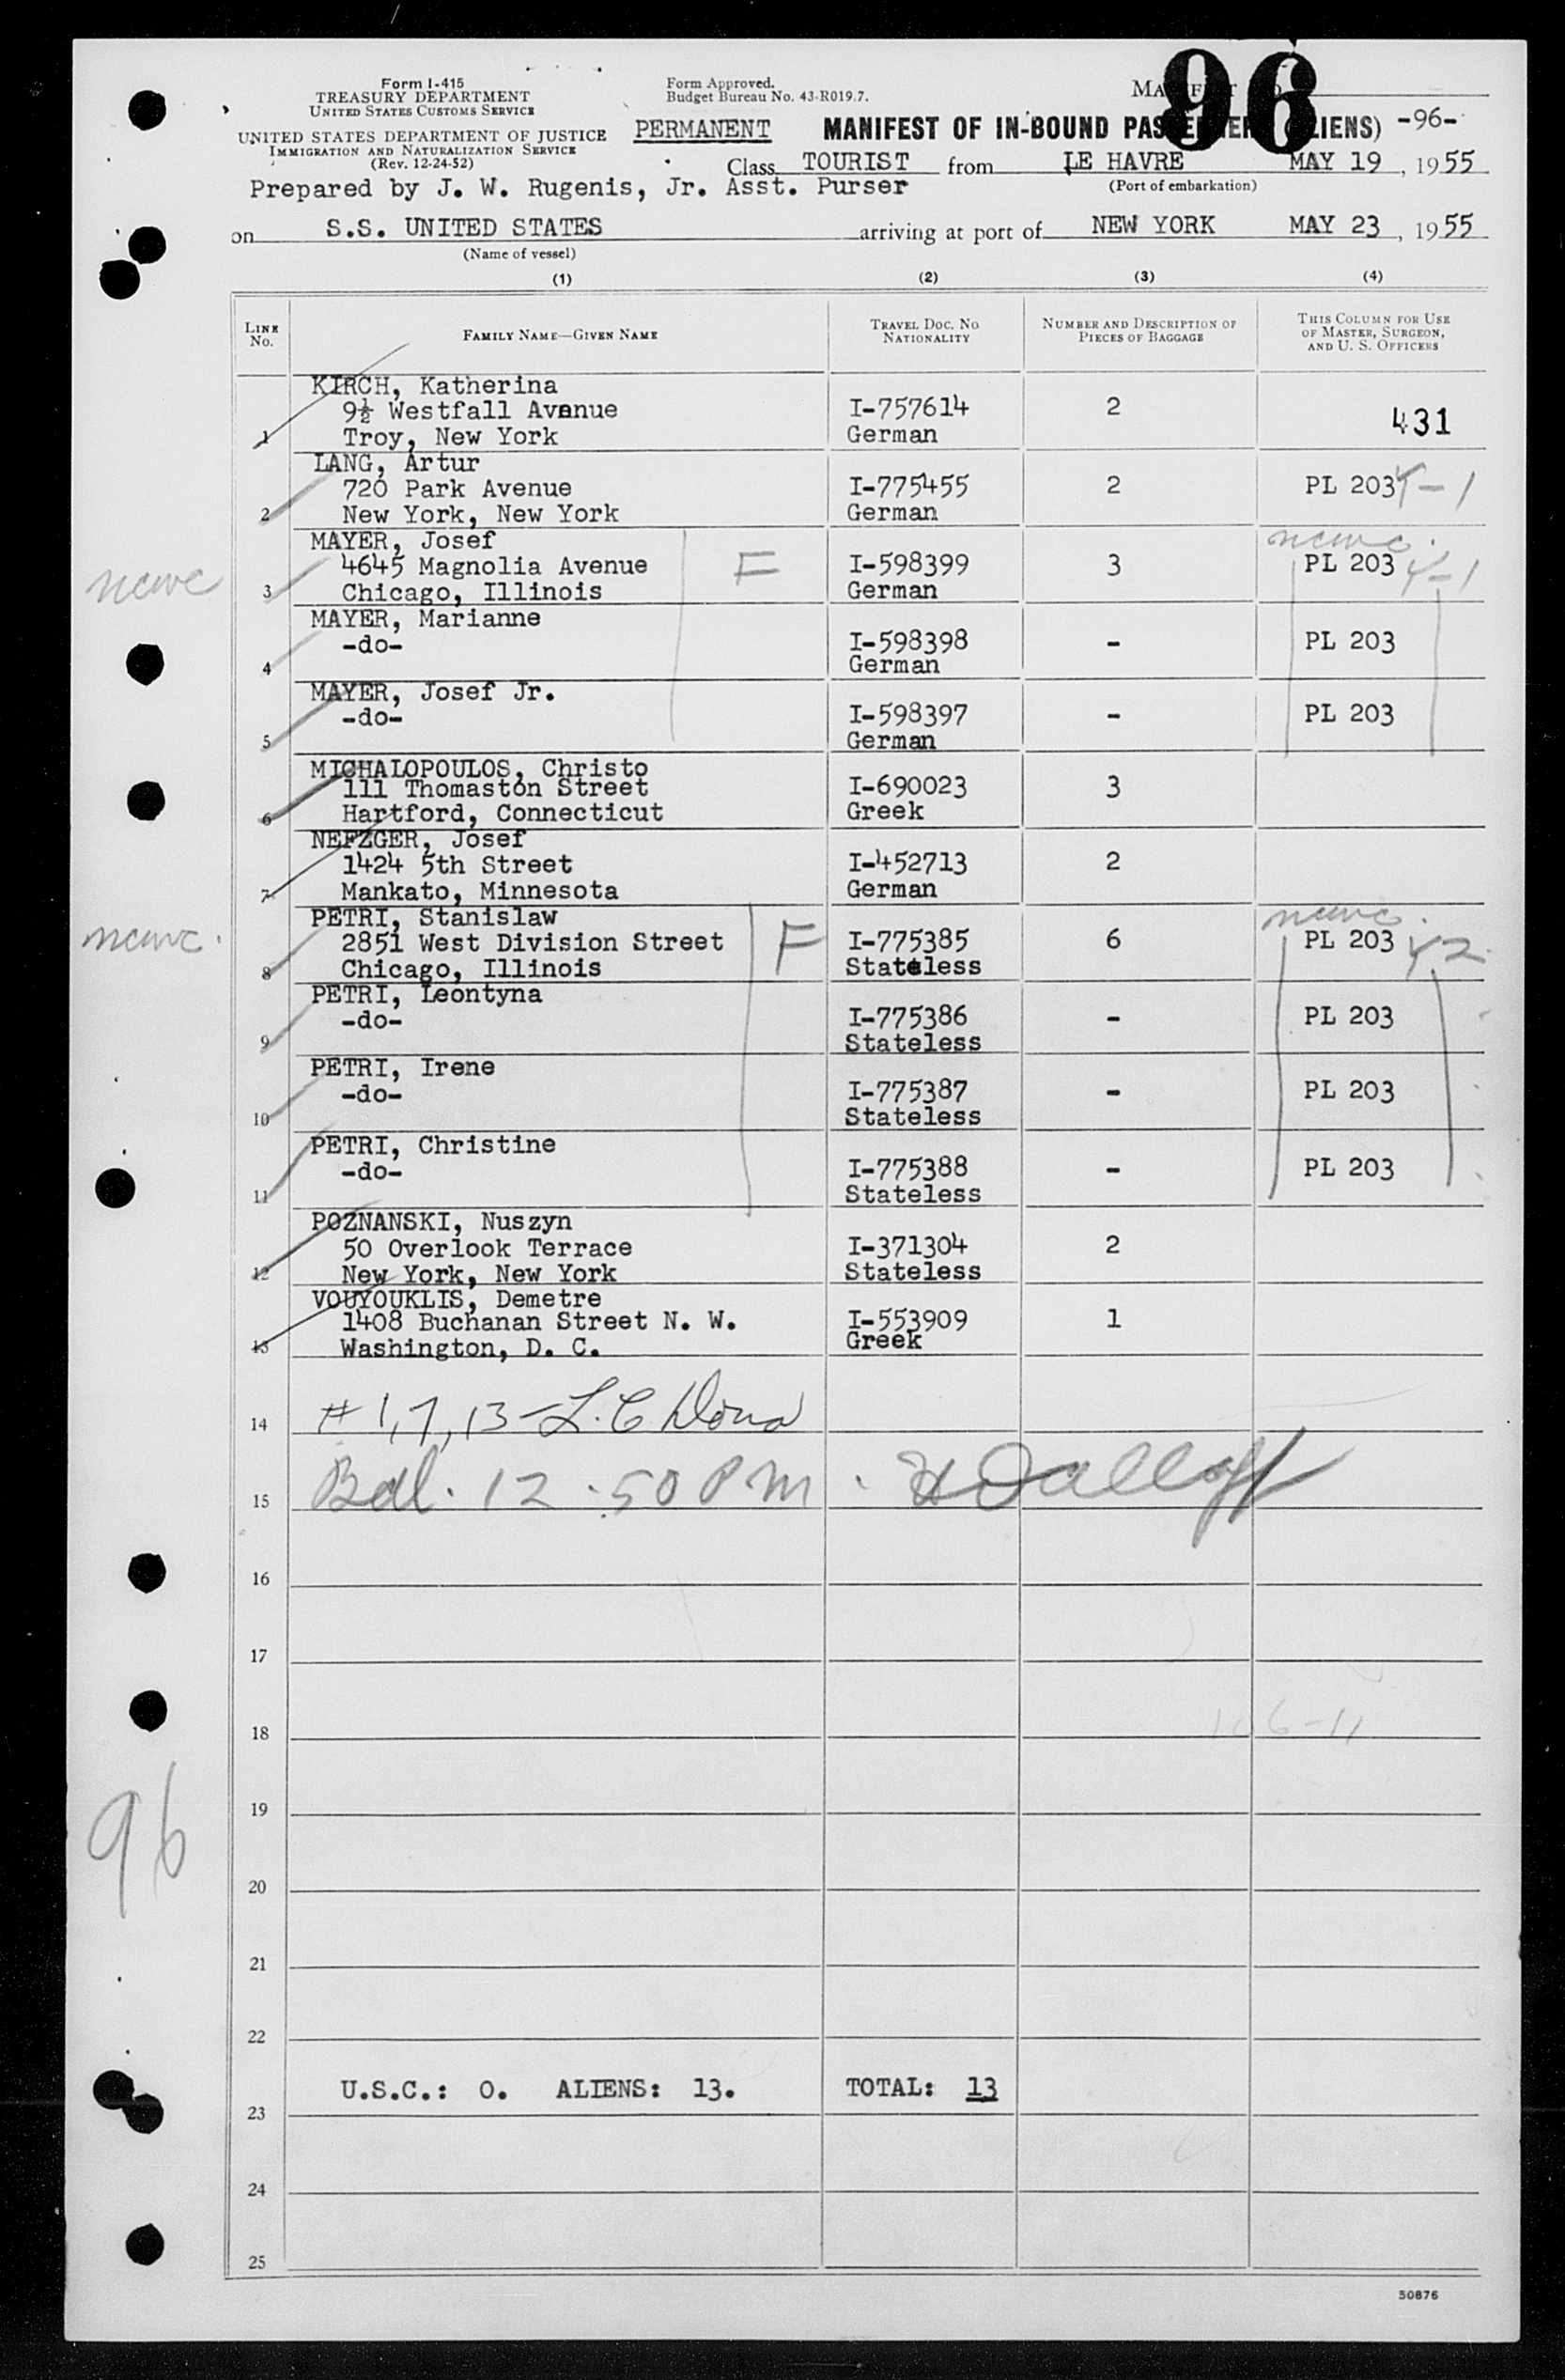 96
Form I-415
TREASURY DEPARTMENT
UNITED STATES CUSTOMS SERVICE
UNITED STATES DEPARTMENT OF JUSTICE
IMMIGRATION AND NATURALIZATION SERVICE
(Rev. 12-24-52)
Form Approved.
Budget Bureau No. 43-R019.7.
PERMANENT MANIFEST OF IN-BOUND PASSENGERS (ALIENS) -96-
Class TOURIST from LE HAVRE MAY 19, 1955
(Port of embarkation)
Prepared by J. W. Rugenis, Jr. Asst. Purser
on S.S. UNITED STATES arriving at port of NEW YORK MAY 23, 1955
(Name of vessel)
(1) (2) (3) (4)
LINE No. FAMILY NAME—GIVEN NAME TRAVEL DOC. NO. NATIONALITY NUMBER AND DESCRIPTION OF PIECES OF BAGGAGE THIS COLUMN FOR USE OF MASTER, SURGEON, AND U. S. OFFICERS
KIRCH, Katherina
9½ Westfall Avenue I-757614 2 431
1 Troy, New York German
LANG, Artur
720 Park Avenue I-775455 2 PL 203 Y-1
2 New York, New York German
MAYER, Josef ncwc.
ncwc 4645 Magnolia Avenue F I-598399 3 PL 203 Y-1
3 Chicago, Illinois German
MAYER, Marianne
-do- I-598398 - PL 203
4 German
MAYER, Josef Jr.
-do- I-598397 - PL 203
5 German
MICHALOPOULOS, Christo
111 Thomaston Street I-690023 3
6 Hartford, Connecticut Greek
NEFZGER, Josef
1424 5th Street I-452713 2
7 Mankato, Minnesota German
PETRI, Stanislaw ncwc.
ncwc. 2851 West Division Street F I-775385 6 PL 203 Y2
8 Chicago, Illinois Stateless
PETRI, Leontyna
-do- I-775386 - PL 203
9 Stateless
PETRI, Irene
-do- I-775387 - PL 203
10 Stateless
PETRI, Christine
-do- I-775388 - PL 203
11 Stateless
POZNANSKI, Nuszyn
50 Overlook Terrace I-371304 2
12 New York, New York Stateless
VOUYOUKLIS, Demetre
1408 Buchanan Street N. W. I-553909 1
13 Washington, D. C. Greek
14 #1,7,13-L.C
15 Bdl. 12.50 PM.
16
17
18
19
96
20
21
22
U.S.C.: 0. ALIENS: 13. TOTAL: 13
23
24
25
50876